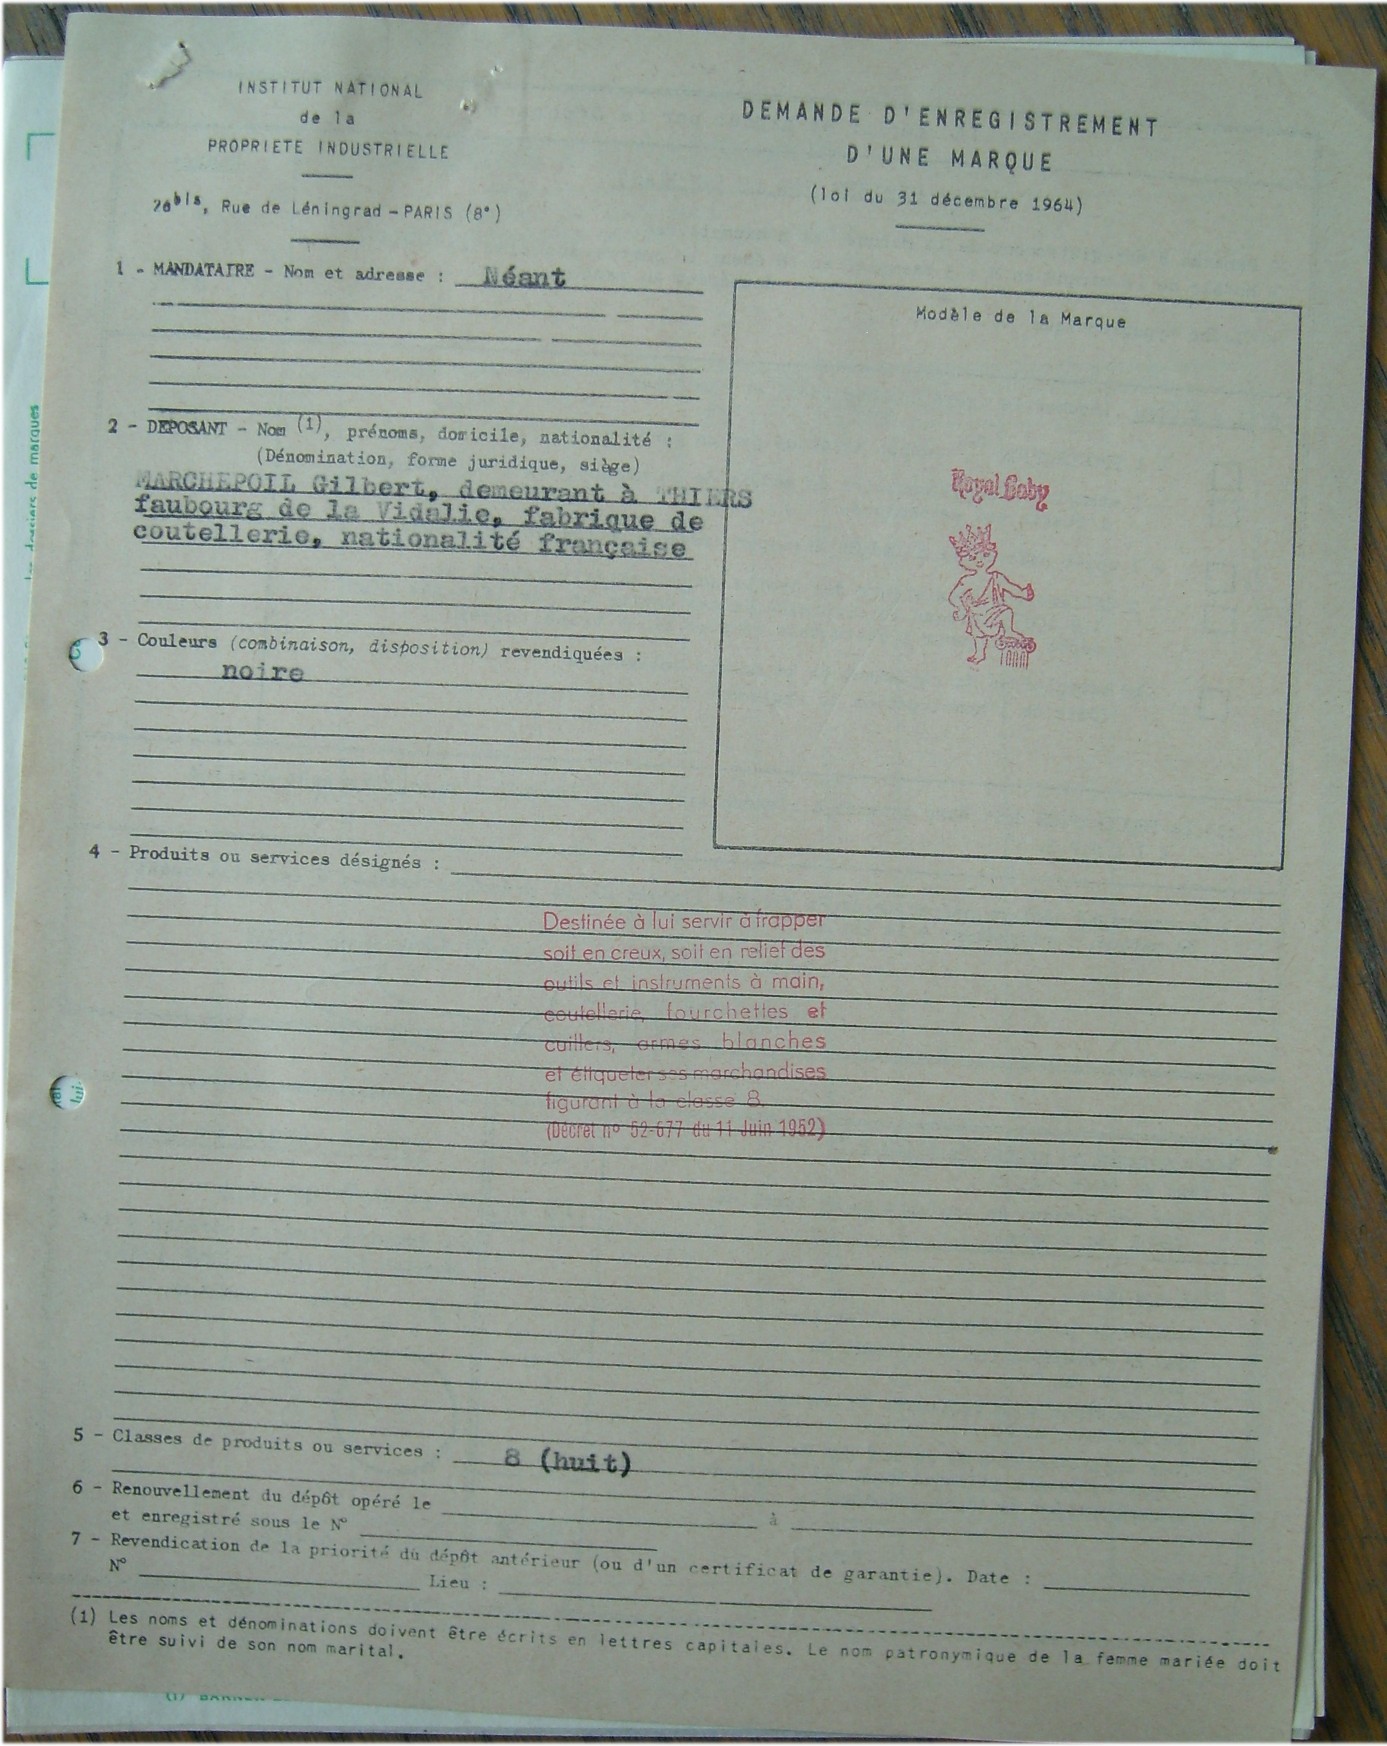 INSTITUT NATIONAL
de la
PROPRIETE INDUSTRIELLE
26bis, Rue de Léningrad - PARIS (8°)
DEMANDE D'ENREGISTREMENT
D'UNE MARQUE
(loi du 31 décembre 1964)
1 - MANDATAIRE - Nom et adresse : Néant
2 - DEPOSANT - Nom (1), prénoms, domicile, nationalité :
(Dénomination, forme juridique, siège)
MARCHEPOIL Gilbert, demeurant à THIERS
faubourg de la Vidalie, fabrique de
coutellerie, nationalité française
3 - Couleurs (combinaison, disposition) revendiquées :
noire
Modèle de la Marque
Royal Baby
4 - Produits ou services désignés :
Destinée à lui servir à frapper
soit en creux, soit en relief des
outils et instruments à main,
coutellerie, fourchettes et
cuillers, armes blanches
et étiqueter ses marchandises
figurant à la classe 8.
(Décret n° 52-677 du 11 Juin 1952)
5 - Classes de produits ou services : 8 (huit)
6 - Renouvellement du dépôt opéré le à
et enregistré sous le N°
7 - Revendication de la priorité du dépôt antérieur (ou d'un certificat de garantie). Date :
N° Lieu :
(1) Les noms et dénominations doivent être écrits en lettres capitales. Le nom patronymique de la femme mariée doit
être suivi de son nom marital.
dossiers de marques